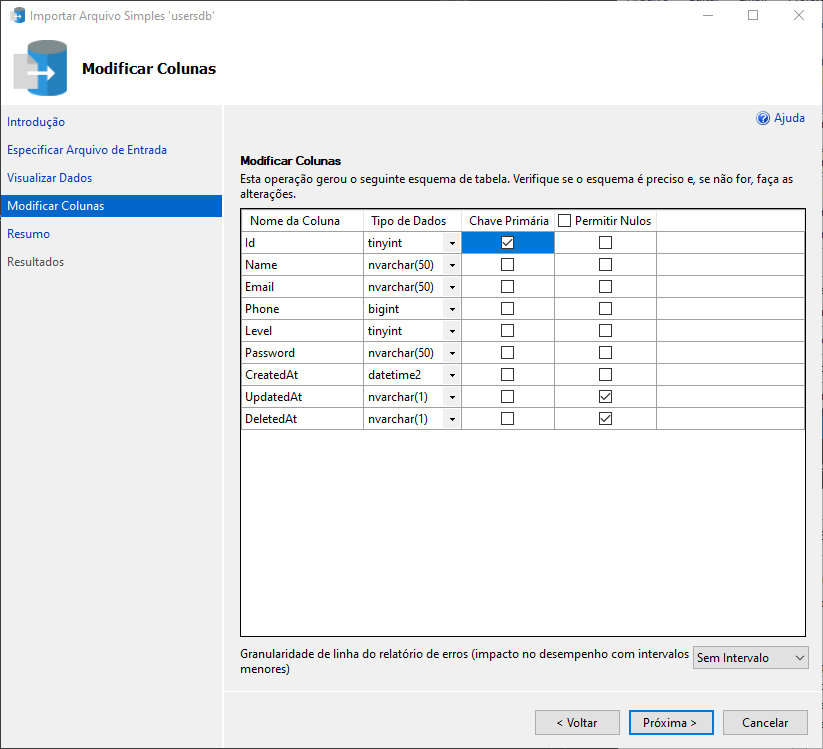 Importar Arquivo Simples 'usersdb'
Modificar Colunas
Introdução
Especificar Arquivo de Entrada
Visualizar Dados
Modificar Colunas
Resumo
Resultados
Ajuda
Modificar Colunas
Esta operação gerou o seguinte esquema de tabela. Verifique se o esquema é preciso e, se não for, faça as
alterações.
Nome da Coluna Tipo de Dados Chave Primária Permitir Nulos
Id tinyint
Name nvarchar(50)
Email nvarchar(50)
Phone bigint
Level tinyint
Password nvarchar(50)
CreatedAt datetime2
UpdatedAt nvarchar(1)
DeletedAt nvarchar(1)
Granularidade de linha do relatório de erros (impacto no desempenho com intervalos
menores)
Sem Intervalo
< Voltar Próxima > Cancelar